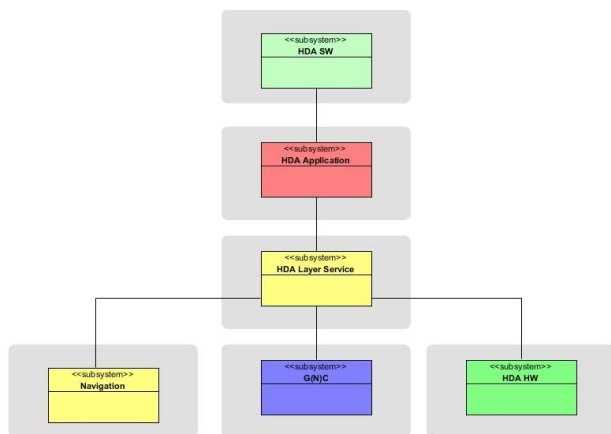 <<subsystem>>
HDA SW
<<subsystem>>
HDA Application
<<subsystem>>
HDA Layer Service
<<subsystem>>
Navigation
<<subsystem>>
G(N)C
<<subsystem>>
HDA HW